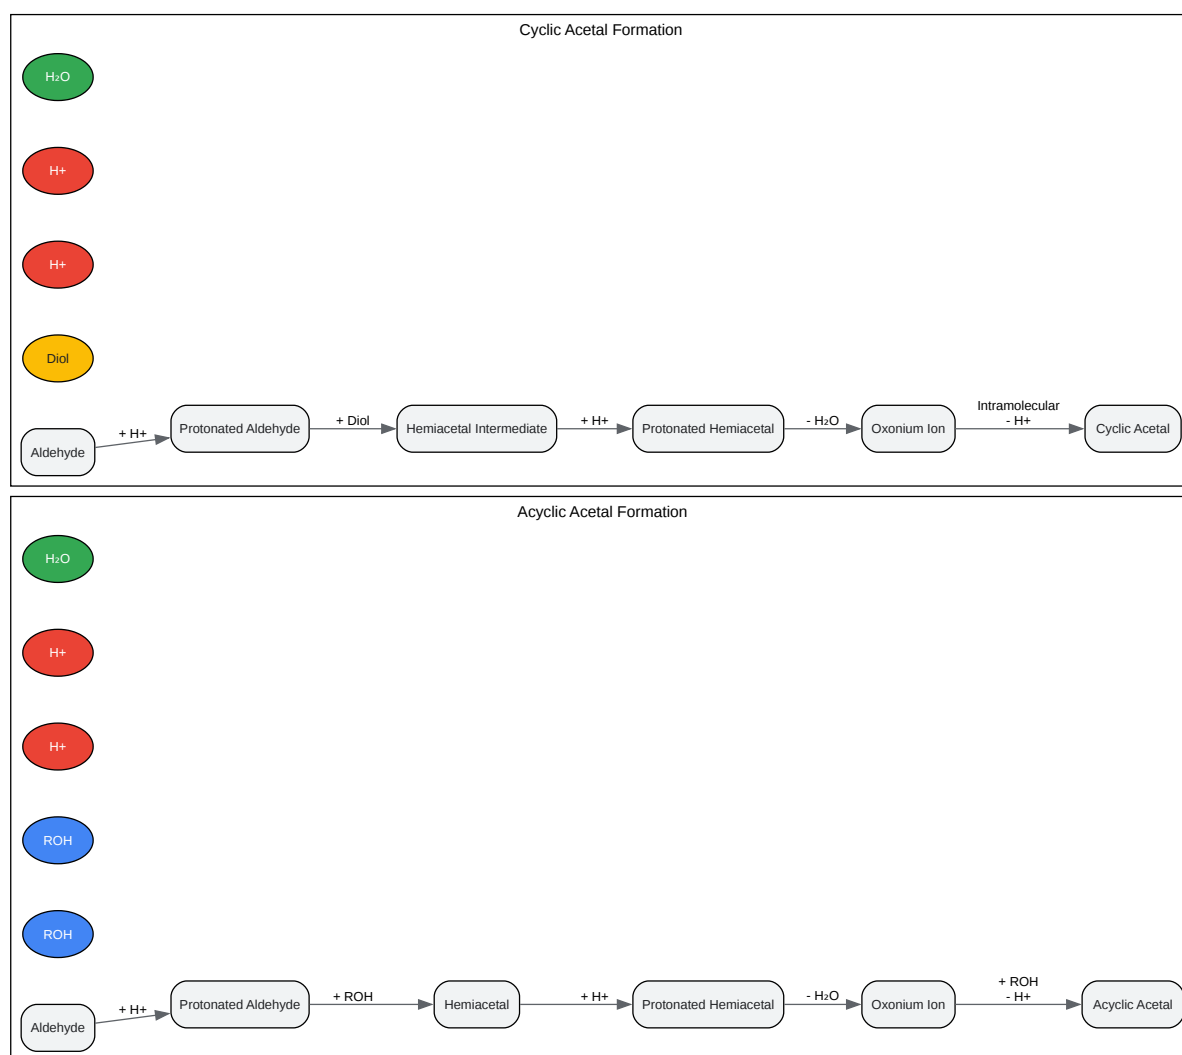 Cyclic Acetal Formation
H₂O
H+
H+
Diol
Aldehyde
+ H+
Protonated Aldehyde
+ Diol
Hemiacetal Intermediate
+ H+
Protonated Hemiacetal
- H₂O
Oxonium Ion
Intramolecular
- H+
Cyclic Acetal
Acyclic Acetal Formation
H₂O
H+
H+
ROH
ROH
Aldehyde
+ H+
Protonated Aldehyde
+ ROH
Hemiacetal
+ H+
Protonated Hemiacetal
- H₂O
Oxonium Ion
+ ROH
- H+
Acyclic Acetal